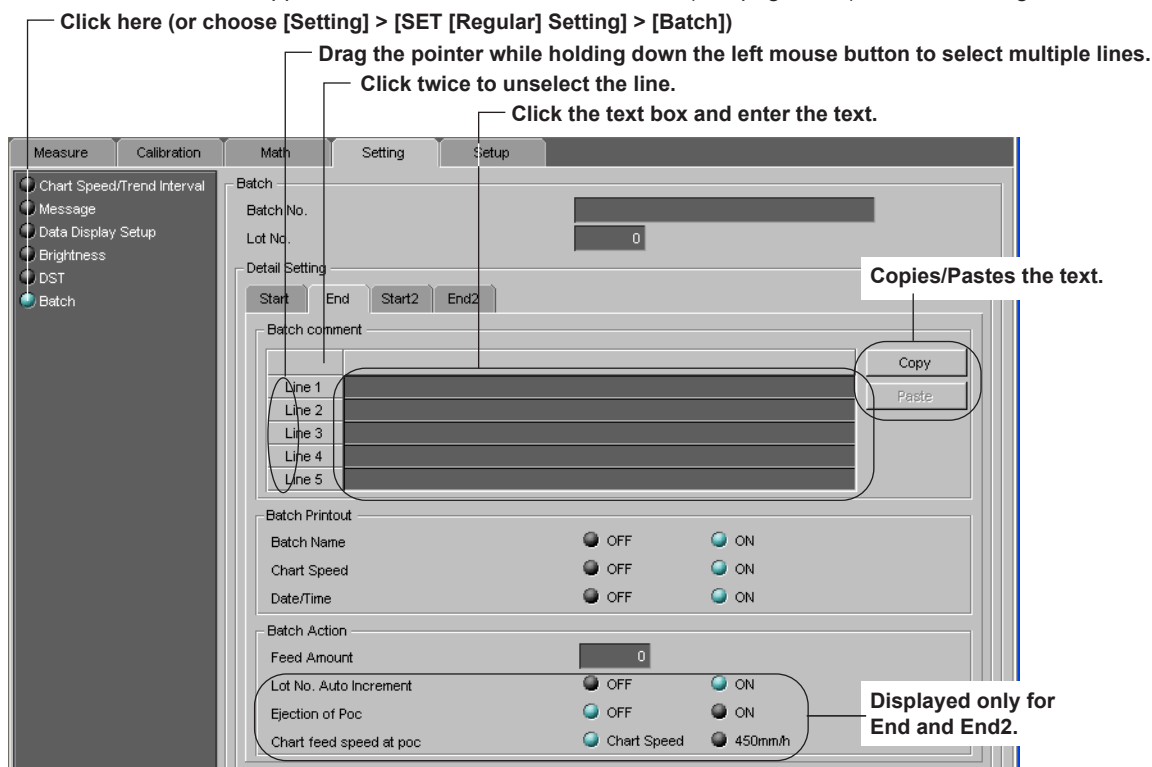 Click here (or choose [Setting] > [SET [Regular] Setting] > [Batch])
Drag the pointer while holding down the left mouse button to select multiple lines.
Click twice to unselect the line.
Click the text box and enter the text.
Measure Calibration Math Setting Setup
Chart Speed/Trend Interval
Message
Data Display Setup
Brightness
DST
Batch
Batch
Batch No.
Lot No. 0
Detail Setting
Copies/Pastes the text.
Start End Start2 End2
Batch comment
Copy
Paste
Line 1
Line 2
Line 3
Line 4
Line 5
Batch Printout
Batch Name OFF ON
Chart Speed OFF ON
Date/Time OFF ON
Batch Action
Feed Amount 0
Lot No. Auto Increment OFF ON
Ejection of Poc OFF ON
Chart feed speed at poc Chart Speed 450mm/h
Displayed only for
End and End2.